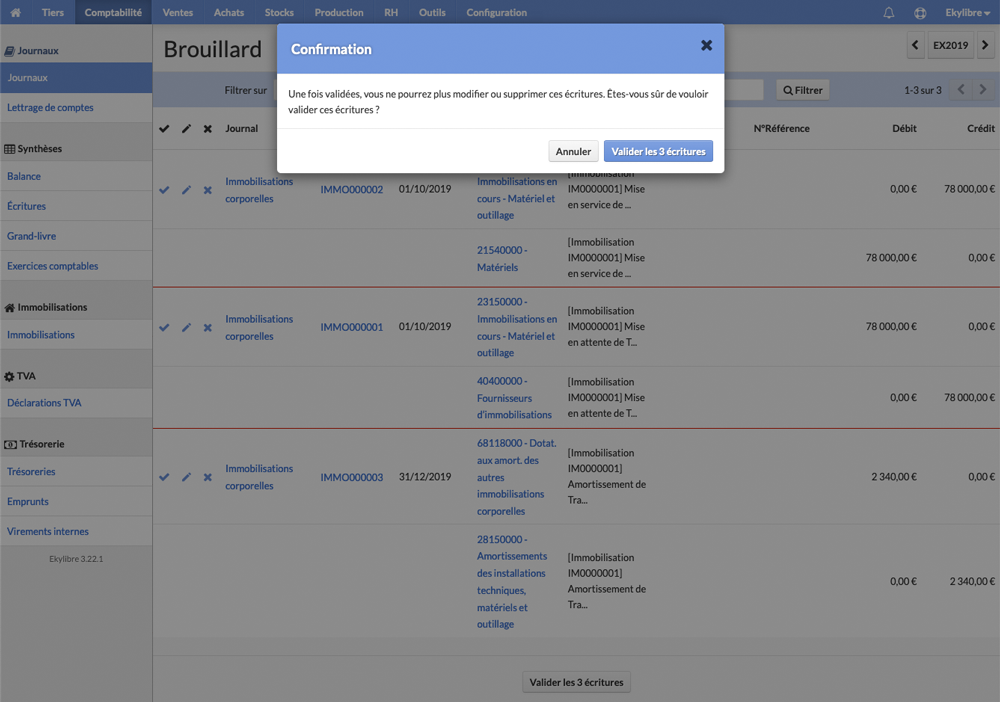 Tiers Comptabilité Ventes Achats Stocks Production RH Outils Configuration Ekylibre
Journaux
Journaux
Lettrage de comptes
Synthèses
Balance
Écritures
Grand-livre
Exercices comptables
Immobilisations
Immobilisations
TVA
Déclarations TVA
Trésorerie
Trésoreries
Emprunts
Virements internes
Ekylibre 3.22.1
Brouillard
EX2019
Filtrer sur
Filtrer
1-3 sur 3
Confirmation
Une fois validées, vous ne pourrez plus modifier ou supprimer ces écritures. Êtes-vous sûr de vouloir
valider ces écritures ?
Annuler Valider les 3 écritures
Journal N°Référence Débit Crédit
Immobilisations
corporelles
IMMO000002
01/10/2019
Immobilisations en
cours - Matériel et
outillage
[Immobilisation
IM0000001] Mise
en service de ...
0,00 € 78 000,00 €
21540000 -
Matériels
[Immobilisation
IM0000001] Mise
en service de ...
78 000,00 € 0,00 €
Immobilisations
corporelles
IMMO000001
01/10/2019
23150000 -
Immobilisations en
cours - Matériel et
outillage
[Immobilisation
IM0000001] Mise
en attente de T...
78 000,00 € 0,00 €
40400000 -
Fournisseurs
d'immobilisations
[Immobilisation
IM0000001] Mise
en attente de T...
0,00 € 78 000,00 €
Immobilisations
corporelles
IMMO000003
31/12/2019
68118000 - Dotat.
aux amort. des
autres
immobilisations
corporelles
[Immobilisation
IM0000001]
Amortissement de
Tra...
2 340,00 € 0,00 €
28150000 -
Amortissements
des installations
techniques,
matériels et
outillage
[Immobilisation
IM0000001]
Amortissement de
Tra...
0,00 € 2 340,00 €
Valider les 3 écritures